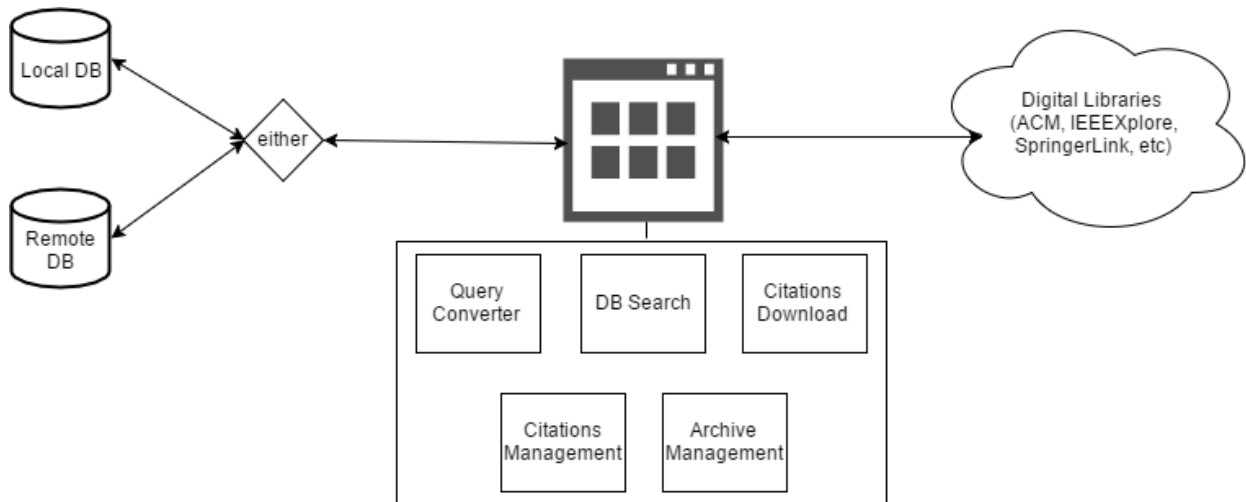 Local DB
either
Remote
DB
Digital Libraries
(ACM, IEEEXplore,
SpringerLink, etc)
Query
Converter
DB Search
Citations
Download
Citations
Management
Archive
Management